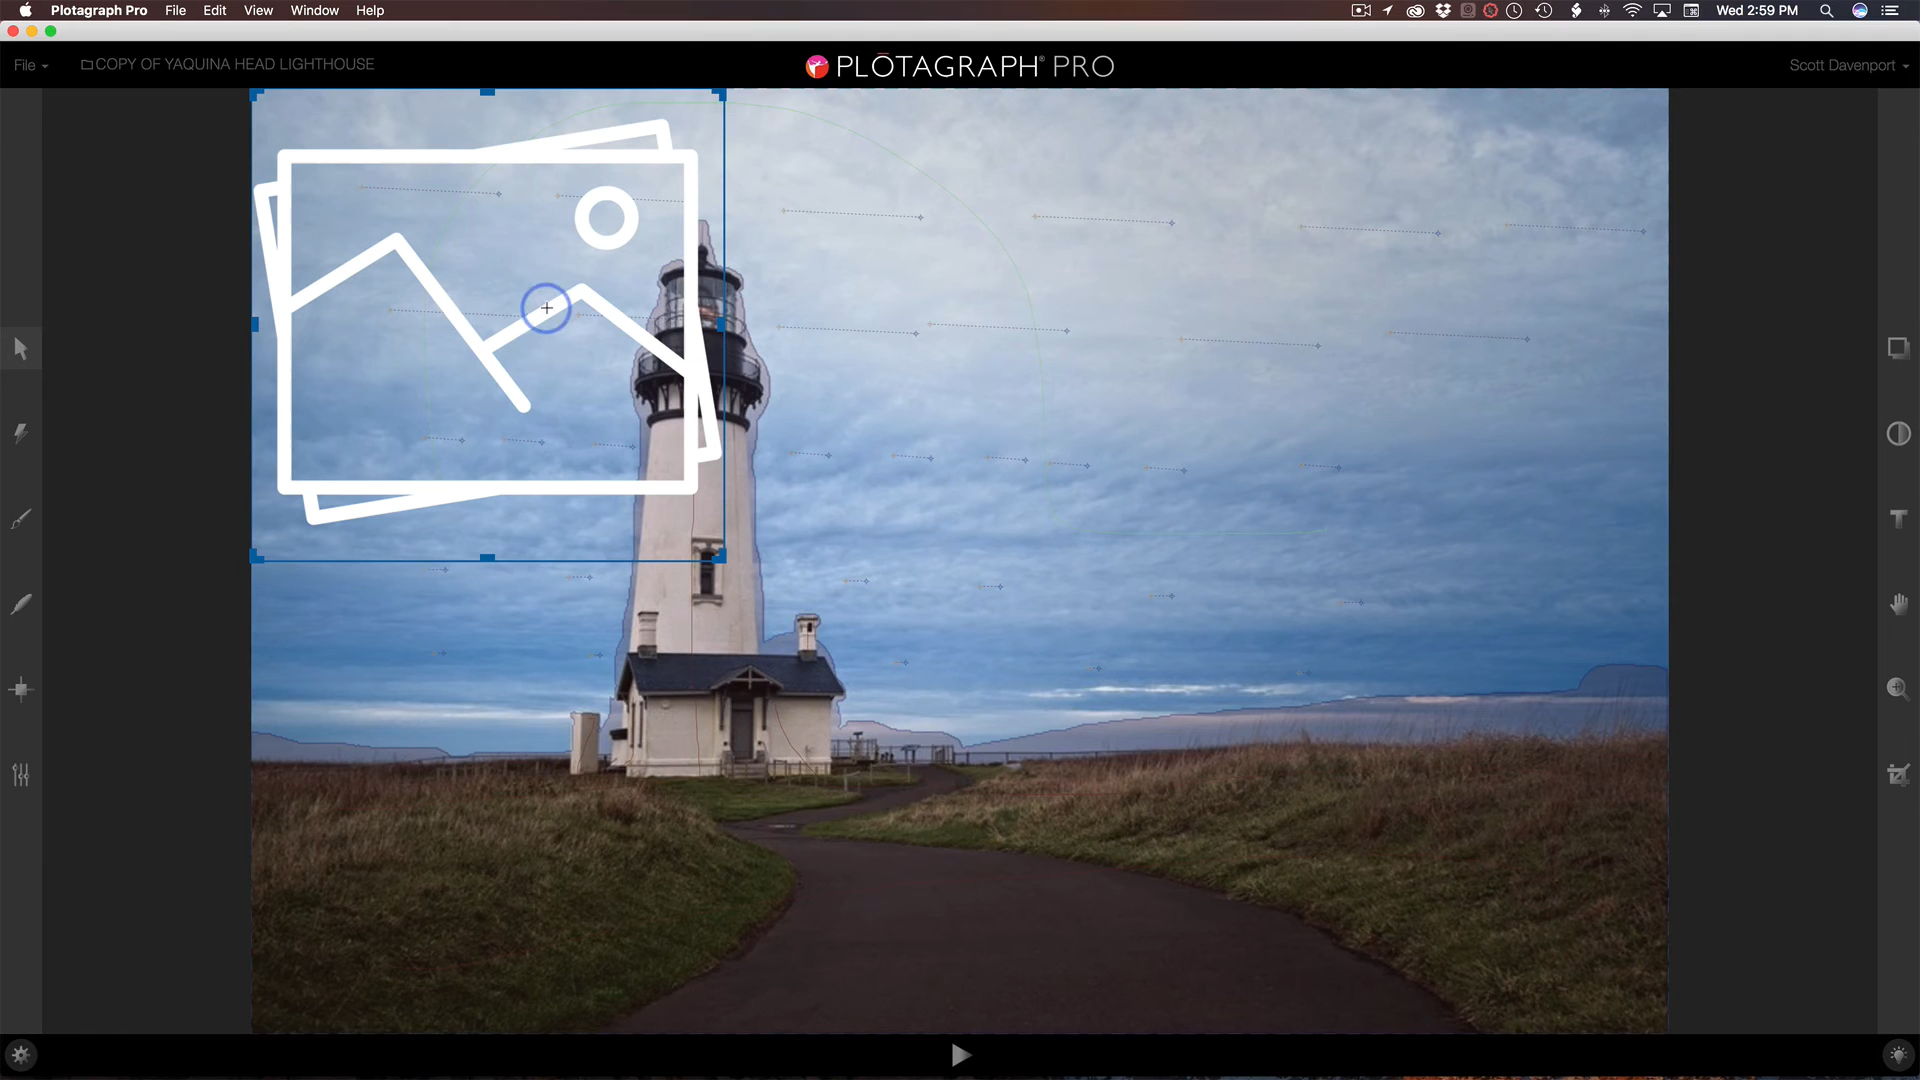 Plotagraph Pro File Edit View Window Help Wed 2:59 PM
File COPY OF YAQUINA HEAD LIGHTHOUSE PLŌTAGRAPH® PRO Scott Davenport
T